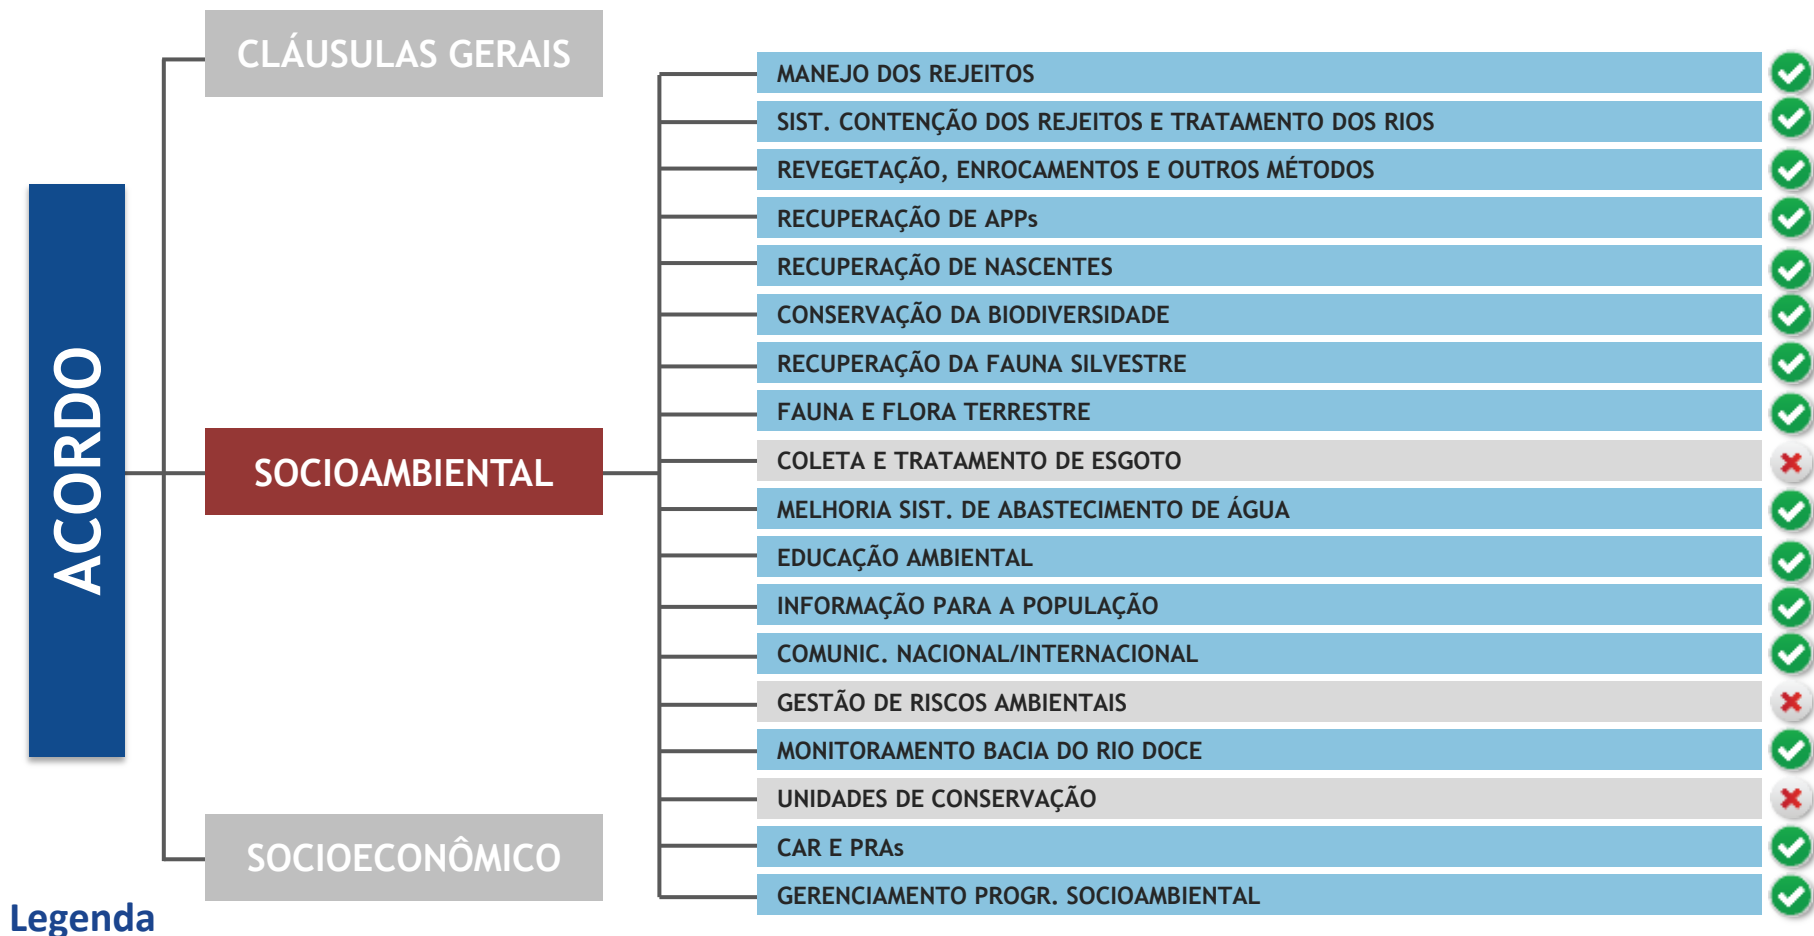 ACORDO
CLÁUSULAS GERAIS
SOCIOAMBIENTAL
SOCIOECONÔMICO
MANEJO DOS REJEITOS
SIST. CONTENÇÃO DOS REJEITOS E TRATAMENTO DOS RIOS
REVEGETAÇÃO, ENROCAMENTOS E OUTROS MÉTODOS
RECUPERAÇÃO DE APPs
RECUPERAÇÃO DE NASCENTES
CONSERVAÇÃO DA BIODIVERSIDADE
RECUPERAÇÃO DA FAUNA SILVESTRE
FAUNA E FLORA TERRESTRE
COLETA E TRATAMENTO DE ESGOTO
MELHORIA SIST. DE ABASTECIMENTO DE ÁGUA
EDUCAÇÃO AMBIENTAL
INFORMAÇÃO PARA A POPULAÇÃO
COMUNIC. NACIONAL/INTERNACIONAL
GESTÃO DE RISCOS AMBIENTAIS
MONITORAMENTO BACIA DO RIO DOCE
UNIDADES DE CONSERVAÇÃO
CAR E PRAs
GERENCIAMENTO PROGR. SOCIOAMBIENTAL
Legenda